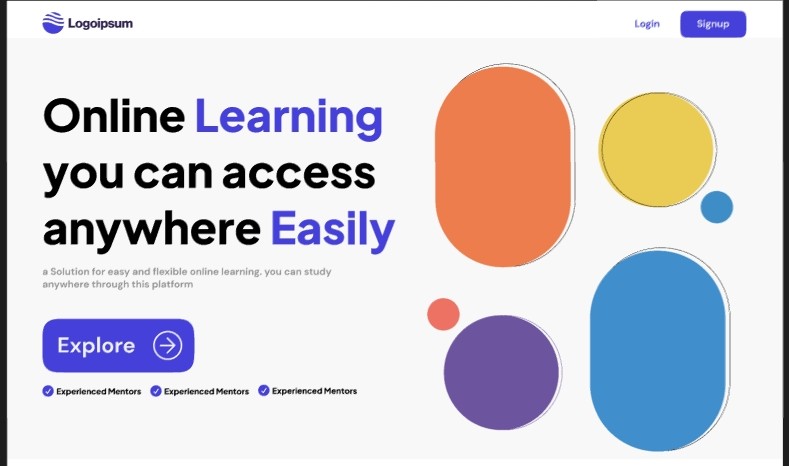 Logoipsum
Login
Signup
Online Learning
you can access
anywhere Easily
a Solution for easy and flexible online learning. you can study
anywhere through this platform
Explore
Experienced Mentors Experienced Mentors Experienced Mentors